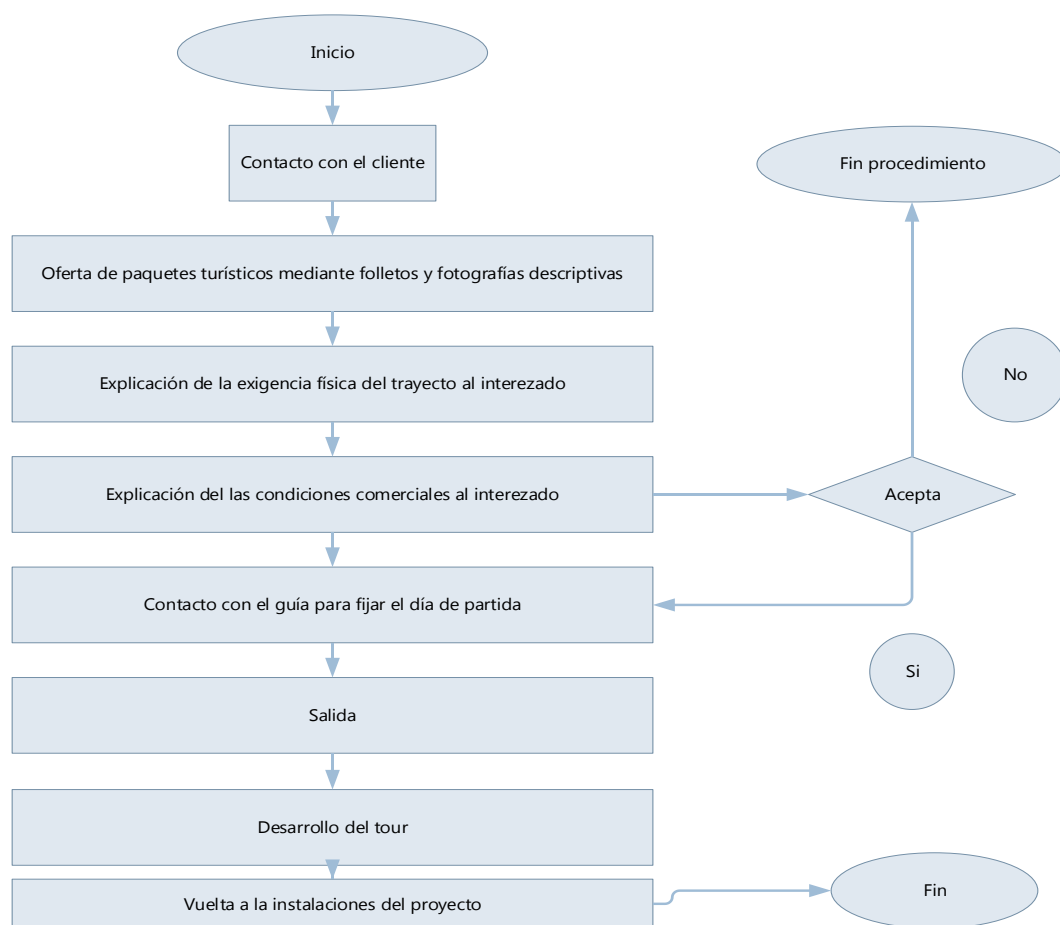 Inicio
Contacto con el cliente
Fin procedimiento
Oferta de paquetes turísticos mediante folletos y fotografías descriptivas
Explicación de la exigencia física del trayecto al interezado
No
Explicación del las condiciones comerciales al interezado
Acepta
Contacto con el guía para fijar el día de partida
Si
Salida
Desarrollo del tour
Vuelta a la instalaciones del proyecto
Fin